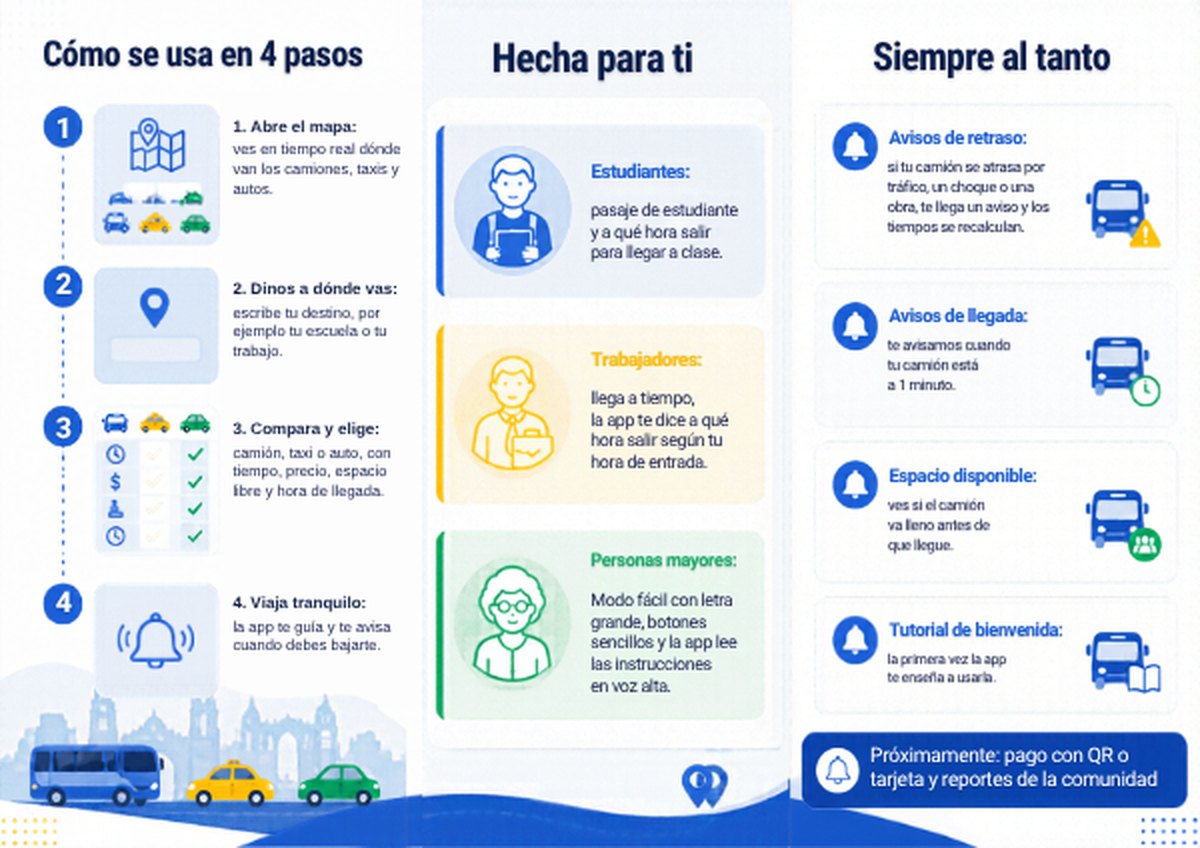 Cómo se usa en 4 pasos
1
1. Abre el mapa:
ves en tiempo real dónde
van los camiones, taxis y
autos.
2
2. Dinos a dónde vas:
escribe tu destino, por
ejemplo tu escuela o tu
trabajo.
3
3. Compara y elige:
camión, taxi o auto, con
tiempo, precio, espacio
libre y hora de llegada.
$
4
4. Viaja tranquilo:
la app te guía y te avisa
cuando debes bajarte.
Hecha para ti
Estudiantes:
pasaje de estudiante
y a qué hora salir
para llegar a clase.
Trabajadores:
llega a tiempo,
la app te dice a qué
hora salir según tu
hora de entrada.
Personas mayores:
Modo fácil con letra
grande, botones
sencillos y la app lee
las instrucciones
en voz alta.
Siempre al tanto
Avisos de retraso:
si tu camión se atrasa por
tráfico, un choque o una
obra, te llega un aviso y los
tiempos se recalculan.
Avisos de llegada:
te avisamos cuando
tu camión está
a 1 minuto.
Espacio disponible:
ves si el camión
va lleno antes de
que llegue.
Tutorial de bienvenida:
la primera vez la app
te enseña a usarla.
Próximamente: pago con QR o
tarjeta y reportes de la comunidad